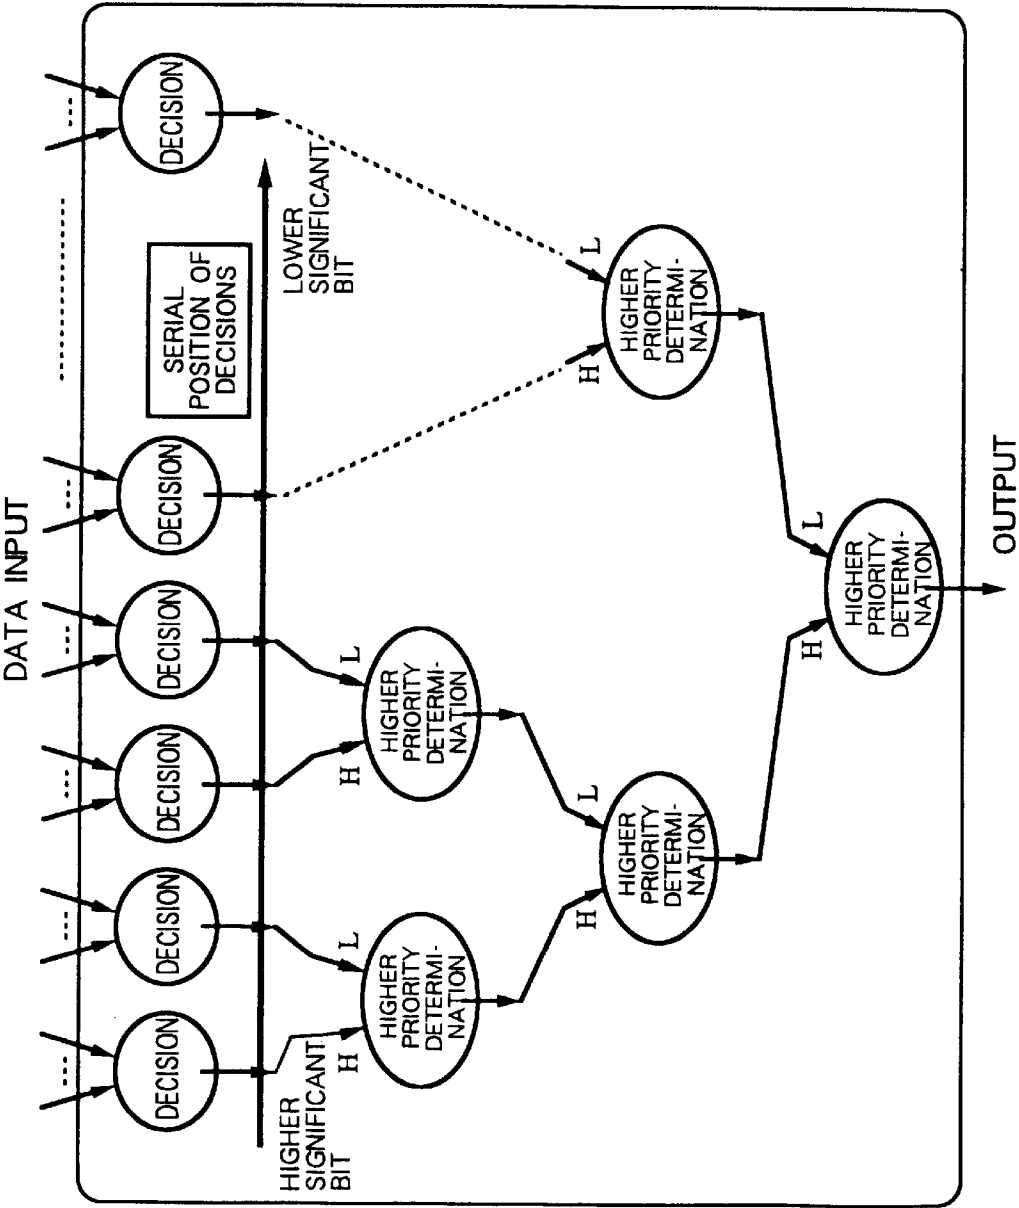 DATA INPUT
DECISION
DECISION
DECISION
DECISION
DECISION
DECISION
SERIAL
POSITION OF
DECISIONS
HIGHER
SIGNIFICANT
BIT
LOWER
SIGNIFICANT
BIT
H
L
H
L
HIGHER
PRIORITY
DETERMI-
NATION
HIGHER
PRIORITY
DETERMI-
NATION
H
L
H
L
HIGHER
PRIORITY
DETERMI-
NATION
HIGHER
PRIORITY
DETERMI-
NATION
H
L
HIGHER
PRIORITY
DETERMI-
NATION
OUTPUT